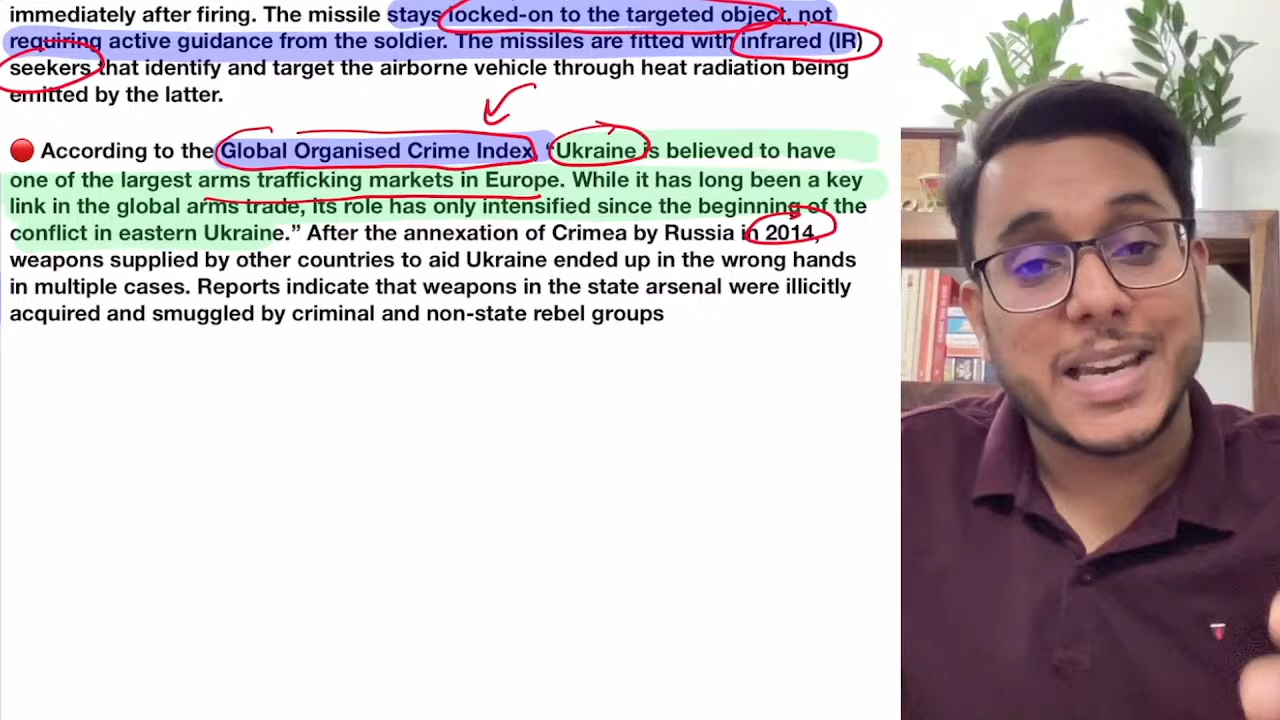 immediately after firing. The missile stays locked-on to the targeted object, not
requiring active guidance from the soldier. The missiles are fitted with infrared (IR)
seekers that identify and target the airborne vehicle through heat radiation being
emitted by the latter.
According to the Global Organised Crime Index, “Ukraine is believed to have
one of the largest arms trafficking markets in Europe. While it has long been a key
link in the global arms trade, its role has only intensified since the beginning of the
conflict in eastern Ukraine.” After the annexation of Crimea by Russia in 2014,
weapons supplied by other countries to aid Ukraine ended up in the wrong hands
in multiple cases. Reports indicate that weapons in the state arsenal were illicitly
acquired and smuggled by criminal and non-state rebel groups